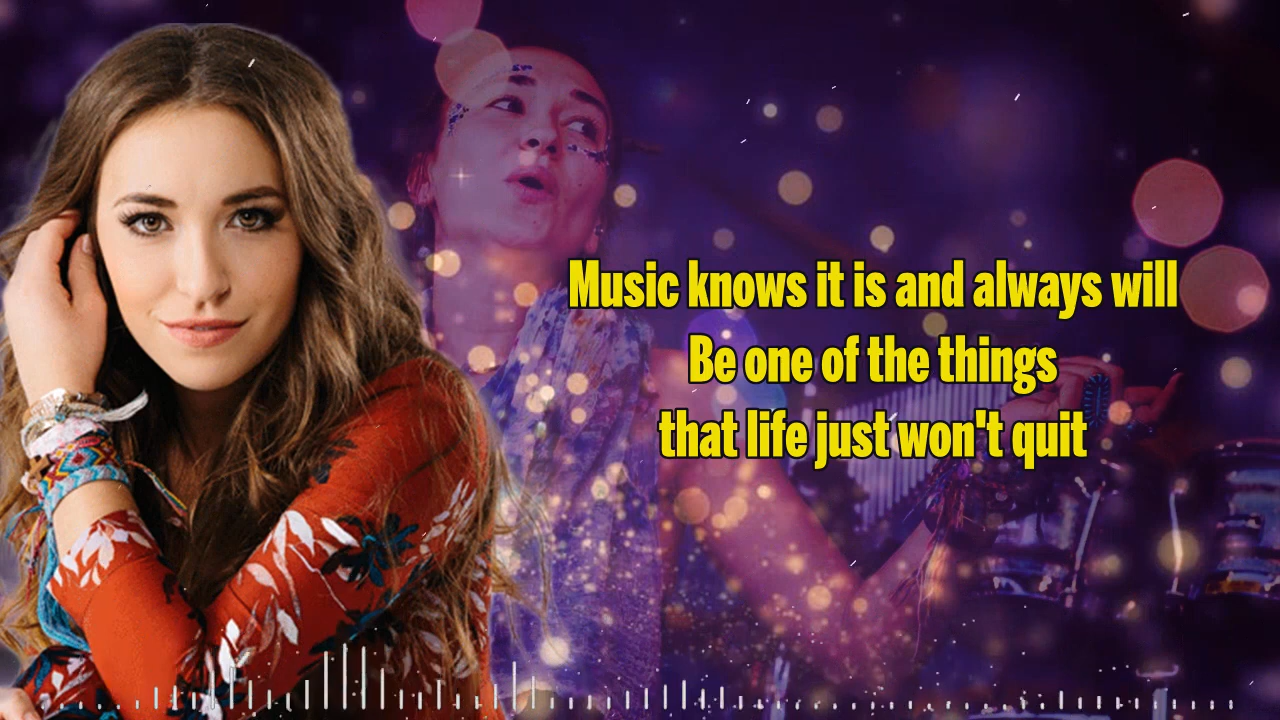 Music knows it is and always will
Be one of the things
that life just won't quit